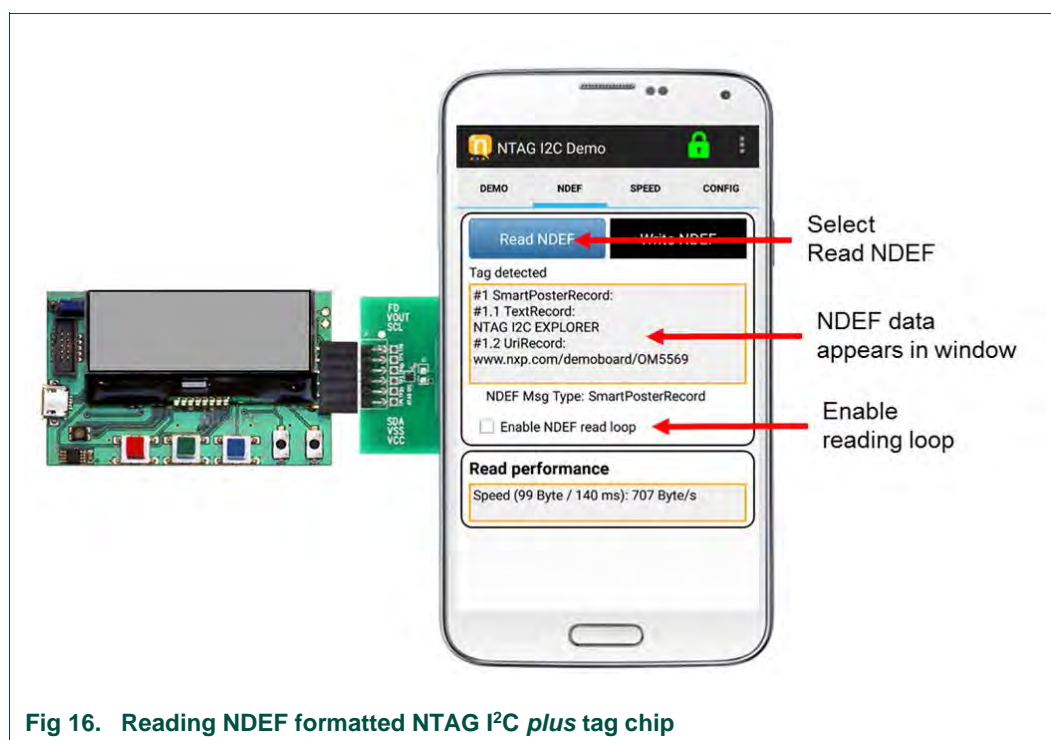 NTAG I2C Demo
DEMO NDEF SPEED CONFIG
Read NDEF Write NDEF
Select
Read NDEF
Tag detected
#1 SmartPosterRecord:
#1.1 TextRecord:
NTAG I2C EXPLORER
#1.2 UriRecord:
www.nxp.com/demoboard/OM5569
NDEF data
appears in window
NDEF Msg Type: SmartPosterRecord
Enable NDEF read loop
Enable
reading loop
Read performance
Speed (99 Byte / 140 ms): 707 Byte/s
FD
VOUT
SCL
SDA
VSS
VCC
Fig 16. Reading NDEF formatted NTAG I²C plus tag chip